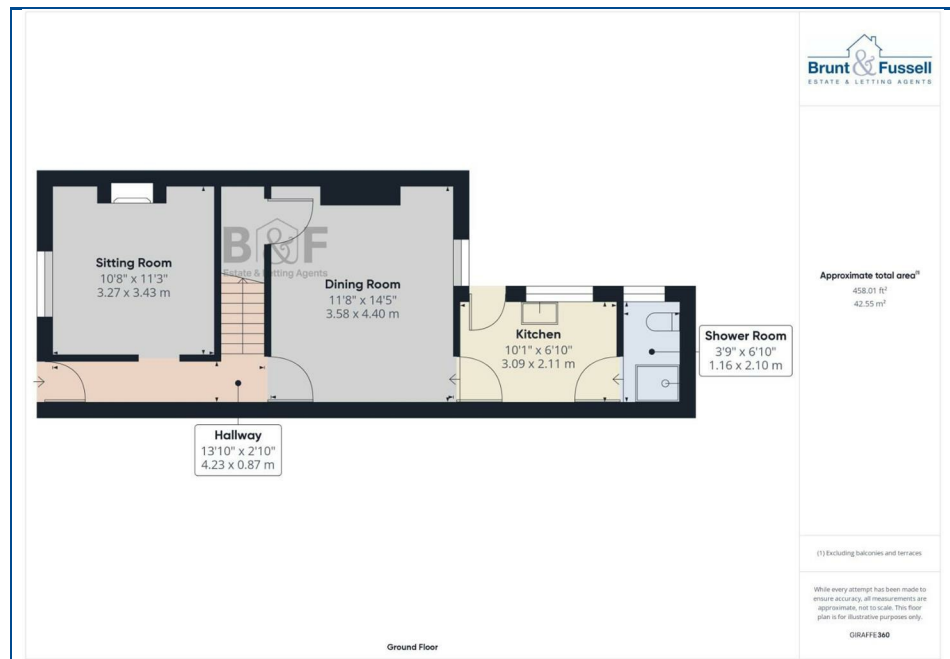 Brunt & Fussell
ESTATE & LETTING AGENTS
Sitting Room
10'8" x 11'3"
3.27 x 3.43 m
B&F
Estate & Letting Agents
Dining Room
11'8" x 14'5"
3.58 x 4.40 m
Kitchen
10'1" x 6'10"
3.09 x 2.11 m
Shower Room
3'9" x 6'10"
1.16 x 2.10 m
Hallway
13'10" x 2'10"
4.23 x 0.87 m
Ground Floor
Approximate total area(1)
458.01 ft²
42.55 m²
(1) Excluding balconies and terraces
While every attempt has been made to
ensure accuracy, all measurements are
approximate, not to scale. This floor
plan is for illustrative purposes only.
GIRAFFE360